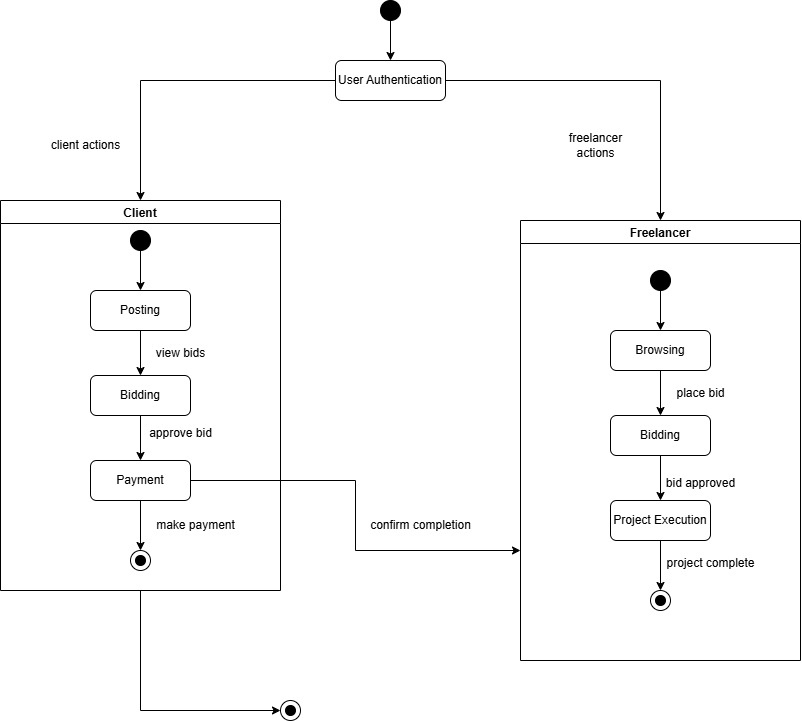 User Authentication
client actions
freelancer
actions
Client
Posting
view bids
Bidding
approve bid
Payment
make payment
confirm completion
Freelancer
Browsing
place bid
Bidding
bid approved
Project Execution
project complete